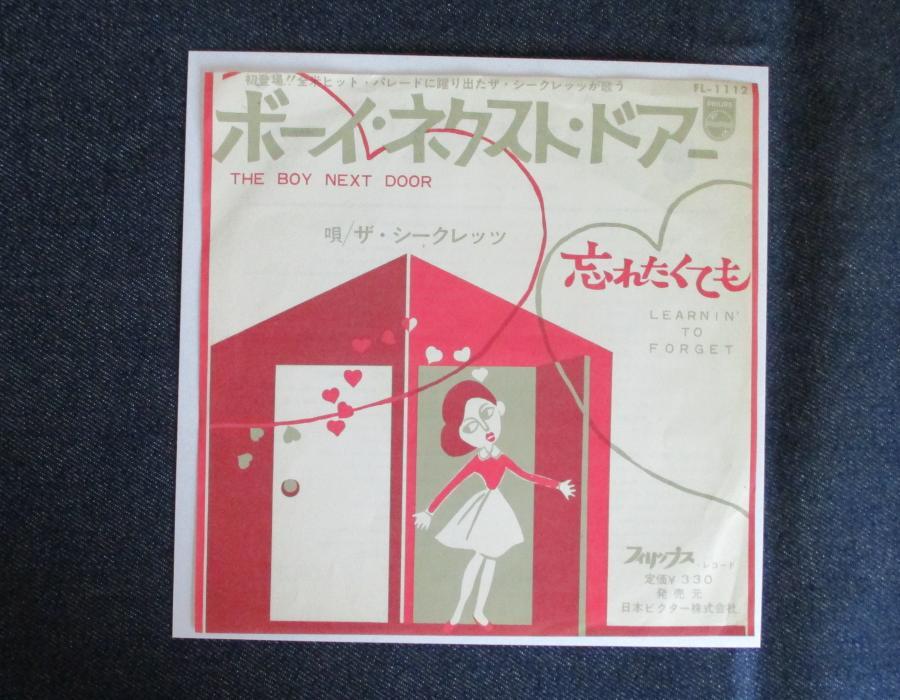 初登場!!全米ヒット・パレードに躍り出たザ・シークレッツが歌う
FL-1112
ボーイ・ネクスト・ドアー
PHILIPS
THE BOY NEXT DOOR
唄/ザ・シークレッツ
忘れたくても
LEARNIN'
TO
FORGET
フィリップス・レコード
定価¥330
発売元
日本ビクター株式会社